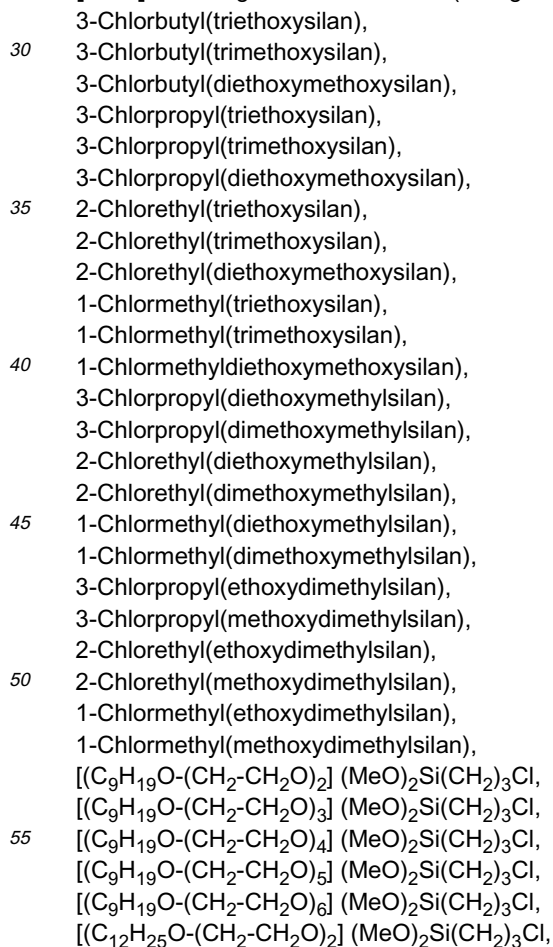 3-Chlorbutyl(triethoxysilan),
30 3-Chlorbutyl(trimethoxysilan),
3-Chlorbutyl(diethoxymethoxysilan),
3-Chlorpropyl(triethoxysilan),
3-Chlorpropyl(trimethoxysilan),
3-Chlorpropyl(diethoxymethoxysilan),
35 2-Chlorethyl(triethoxysilan),
2-Chlorethyl(trimethoxysilan),
2-Chlorethyl(diethoxymethoxysilan),
1-Chlormethyl(triethoxysilan),
1-Chlormethyl(trimethoxysilan),
40 1-Chlormethyldiethoxymethoxysilan),
3-Chlorpropyl(diethoxymethylsilan),
3-Chlorpropyl(dimethoxymethylsilan),
2-Chlorethyl(diethoxymethylsilan),
2-Chlorethyl(dimethoxymethylsilan),
45 1-Chlormethyl(diethoxymethylsilan),
1-Chlormethyl(dimethoxymethylsilan),
3-Chlorpropyl(ethoxydimethylsilan),
3-Chlorpropyl(methoxydimethylsilan),
2-Chlorethyl(ethoxydimethylsilan),
50 2-Chlorethyl(methoxydimethylsilan),
1-Chlormethyl(ethoxydimethylsilan),
1-Chlormethyl(methoxydimethylsilan),
[(C₉H₁₉O-(CH₂-CH₂O)₂] (MeO)₂Si(CH₂)₃Cl,
[(C₉H₁₉O-(CH₂-CH₂O)₃] (MeO)₂Si(CH₂)₃Cl,
55 [(C₉H₁₉O-(CH₂-CH₂O)₄] (MeO)₂Si(CH₂)₃Cl,
[(C₉H₁₉O-(CH₂-CH₂O)₅] (MeO)₂Si(CH₂)₃Cl,
[(C₉H₁₉O-(CH₂-CH₂O)₆] (MeO)₂Si(CH₂)₃Cl,
[(C₁₂H₂₅O-(CH₂-CH₂O)₂] (MeO)₂Si(CH₂)₃Cl,